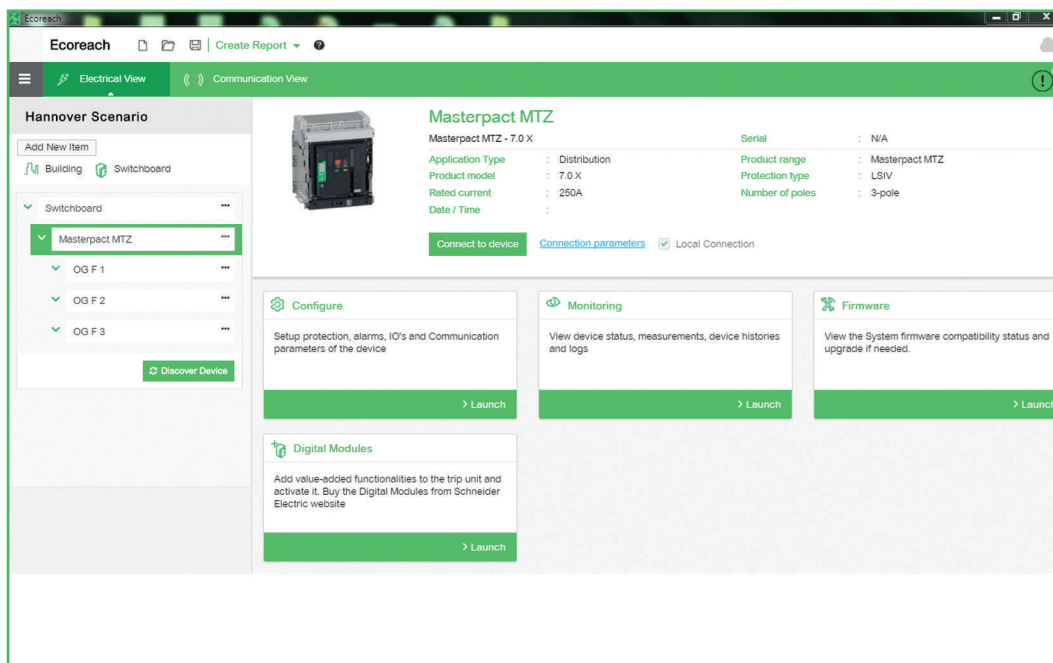 Ecoreach
Ecoreach Create Report
Electrical View Communication View
Hannover Scenario
Add New Item
Building Switchboard
Switchboard
Masterpact MTZ
OG F 1
OG F 2
OG F 3
Discover Device
Masterpact MTZ
Masterpact MTZ - 7.0 X Serial : N/A
Application Type : Distribution Product range : Masterpact MTZ
Product model : 7.0 X Protection type : LSIV
Rated current : 250A Number of poles : 3-pole
Date / Time :
Connect to device Connection parameters Local Connection
Configure
Setup protection, alarms, IO's and Communication
parameters of the device
> Launch
Monitoring
View device status, measurements, device histories
and logs
> Launch
Firmware
View the System firmware compatibility status and
upgrade if needed.
> Launch
Digital Modules
Add value-added functionalities to the trip unit and
activate it. Buy the Digital Modules from Schneider
Electric website
> Launch